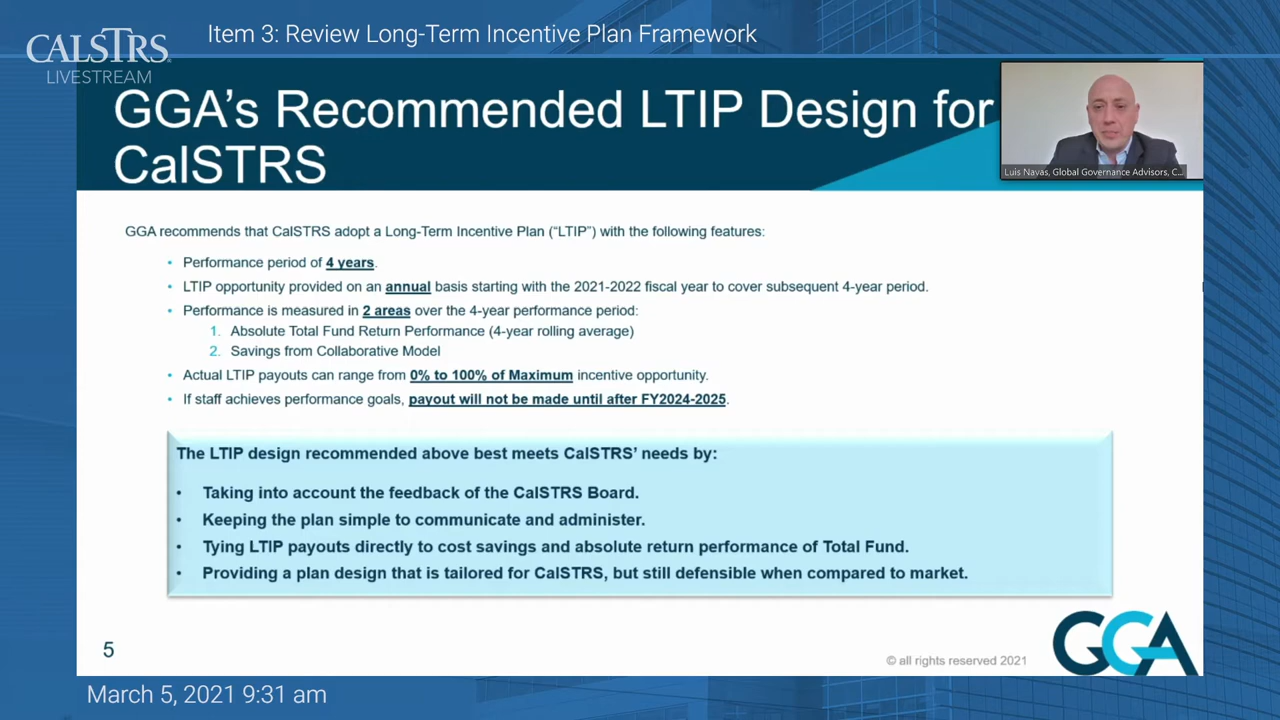 Item 3: Review Long-Term Incentive Plan Framework
CALSTRS®
LIVESTREAM
GGA's Recommended LTIP Design for
CalSTRS
Luis Navas, Global Governance Advisors, C...
GGA recommends that CalSTRS adopt a Long-Term Incentive Plan ("LTIP") with the following features:
• Performance period of 4 years.
• LTIP opportunity provided on an annual basis starting with the 2021-2022 fiscal year to cover subsequent 4-year period.
• Performance is measured in 2 areas over the 4-year performance period:
1. Absolute Total Fund Return Performance (4-year rolling average)
2. Savings from Collaborative Model
• Actual LTIP payouts can range from 0% to 100% of Maximum incentive opportunity.
• If staff achieves performance goals, payout will not be made until after FY2024-2025.
The LTIP design recommended above best meets CalSTRS' needs by:
• Taking into account the feedback of the CalSTRS Board.
• Keeping the plan simple to communicate and administer.
• Tying LTIP payouts directly to cost savings and absolute return performance of Total Fund.
• Providing a plan design that is tailored for CalSTRS, but still defensible when compared to market.
5
© all rights reserved 2021
GGA
March 5, 2021 9:31 am